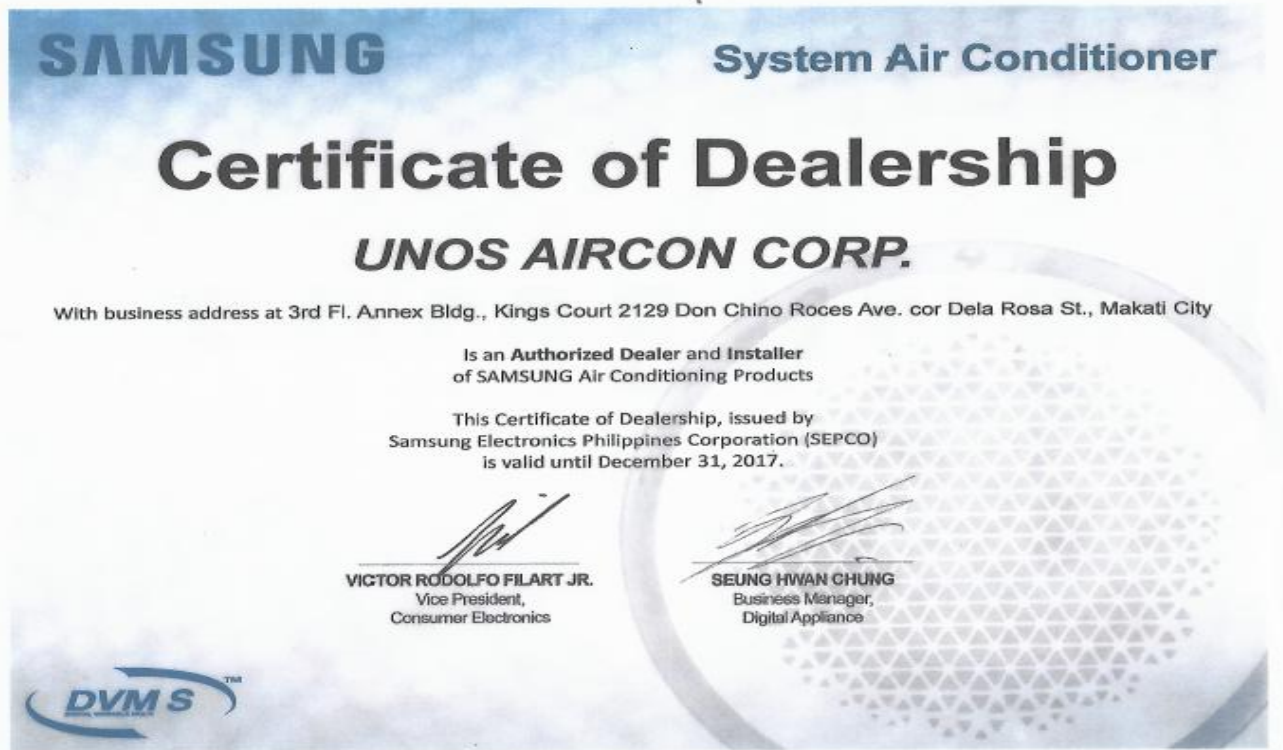 SAMSUNG
System Air Conditioner
Certificate of Dealership
UNOS AIRCON CORP.
With business address at 3rd Fl. Annex Bldg., Kings Court 2129 Don Chino Roces Ave. cor Dela Rosa St., Makati City
Is an Authorized Dealer and Installer
of SAMSUNG Air Conditioning Products
This Certificate of Dealership, issued by
Samsung Electronics Philippines Corporation (SEPCO)
is valid until December 31, 2017.
VICTOR RODOLFO FILART JR.
Vice President,
Consumer Electronics
SEUNG HWAN CHUNG
Business Manager,
Digital Appliance
DVM S TM